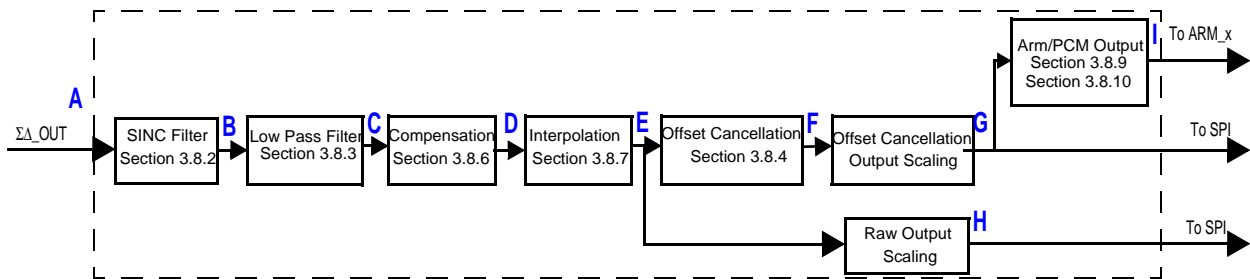 A
ΣΔ_OUT
SINC Filter
Section 3.8.2
B
Low Pass Filter
Section 3.8.3
C
Compensation
Section 3.8.6
D
Interpolation
Section 3.8.7
E
Offset Cancellation
Section 3.8.4
F
Offset Cancellation
Output Scaling
G
Arm/PCM Output
Section 3.8.9
Section 3.8.10
I
To ARM_x
To SPI
Raw Output
Scaling
H
To SPI